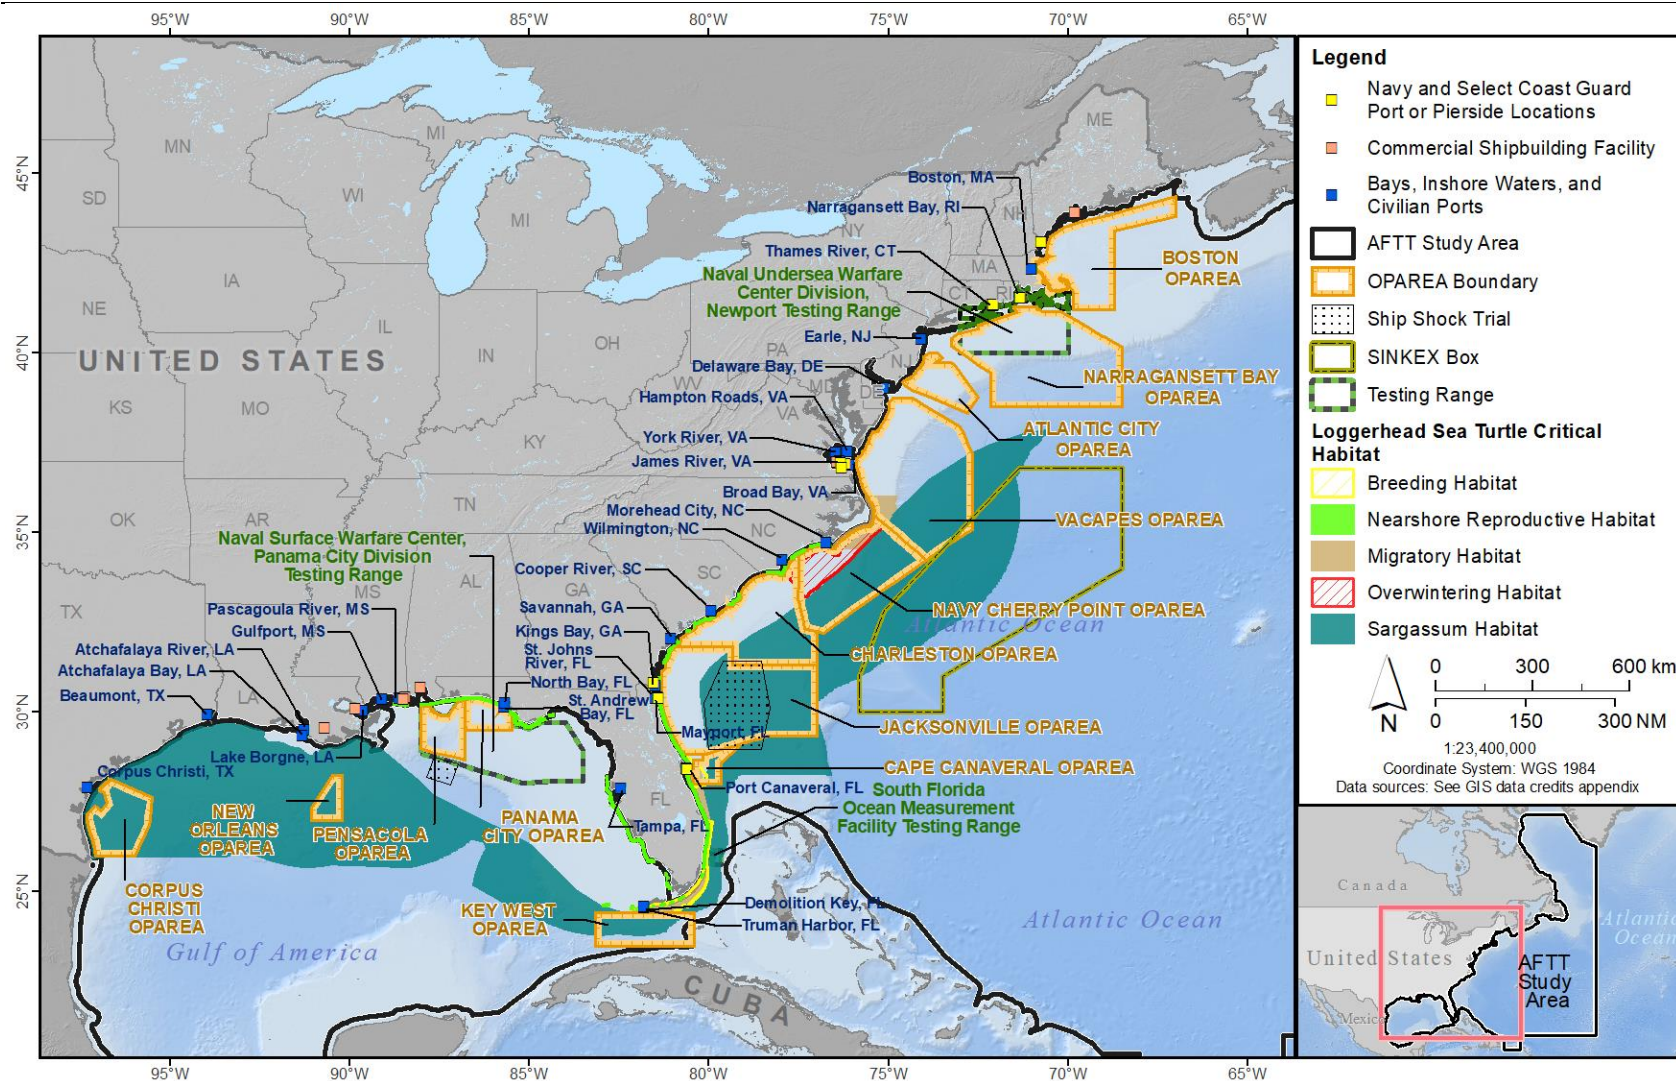 95°W
90°W
85°W
80°W
75°W
70°W
65°W
45°N
40°N
35°N
30°N
25°N
MN
SD
WI
MI
MI
ME
NE
IA
IL
IN
OH
PA
NY
NH
MA
CT
RI
NJ
MD
DE
WV
VA
KS
MO
KY
OK
AR
TN
NC
SC
TX
LA
MS
AL
GA
FL
UNITED STATES
CUBA
Gulf of America
Atlantic Ocean
Atlantic Ocean
Boston, MA
Narragansett Bay, RI
Thames River, CT
Naval Undersea Warfare
Center Division,
Newport Testing Range
Earle, NJ
Delaware Bay, DE
Hampton Roads, VA
York River, VA
James River, VA
Broad Bay, VA
Morehead City, NC
Wilmington, NC
Naval Surface Warfare Center,
Panama City Division
Testing Range
Cooper River, SC
Savannah, GA
Kings Bay, GA
St. Johns
River, FL
North Bay, FL
St. Andrew
Bay, FL
Mayport, FL
Pascagoula River, MS
Gulfport, MS
Atchafalaya River, LA
Atchafalaya Bay, LA
Beaumont, TX
Lake Borgne, LA
Corpus Christi, TX
Port Canaveral, FL
Tampa, FL
South Florida
Ocean Measurement
Facility Testing Range
Demolition Key, FL
Truman Harbor, FL
BOSTON
OPAREA
NARRAGANSETT BAY
OPAREA
ATLANTIC CITY
OPAREA
VACAPES OPAREA
NAVY CHERRY POINT OPAREA
CHARLESTON OPAREA
JACKSONVILLE OPAREA
CAPE CANAVERAL OPAREA
NEW
ORLEANS
OPAREA
PENSACOLA
OPAREA
PANAMA
CITY OPAREA
CORPUS
CHRISTI
OPAREA
KEY WEST
OPAREA
95°W
90°W
85°W
80°W
75°W
70°W
65°W
Legend
Navy and Select Coast Guard
Port or Pierside Locations
Commercial Shipbuilding Facility
Bays, Inshore Waters, and
Civilian Ports
AFTT Study Area
OPAREA Boundary
Ship Shock Trial
SINKEX Box
Testing Range
Loggerhead Sea Turtle Critical
Habitat
Breeding Habitat
Nearshore Reproductive Habitat
Migratory Habitat
Overwintering Habitat
Sargassum Habitat
N
0 300 600 km
0 150 300 NM
1:23,400,000
Coordinate System: WGS 1984
Data sources: See GIS data credits appendix
Canada
United States
Mexico
Atlantic
Ocean
AFTT
Study
Area